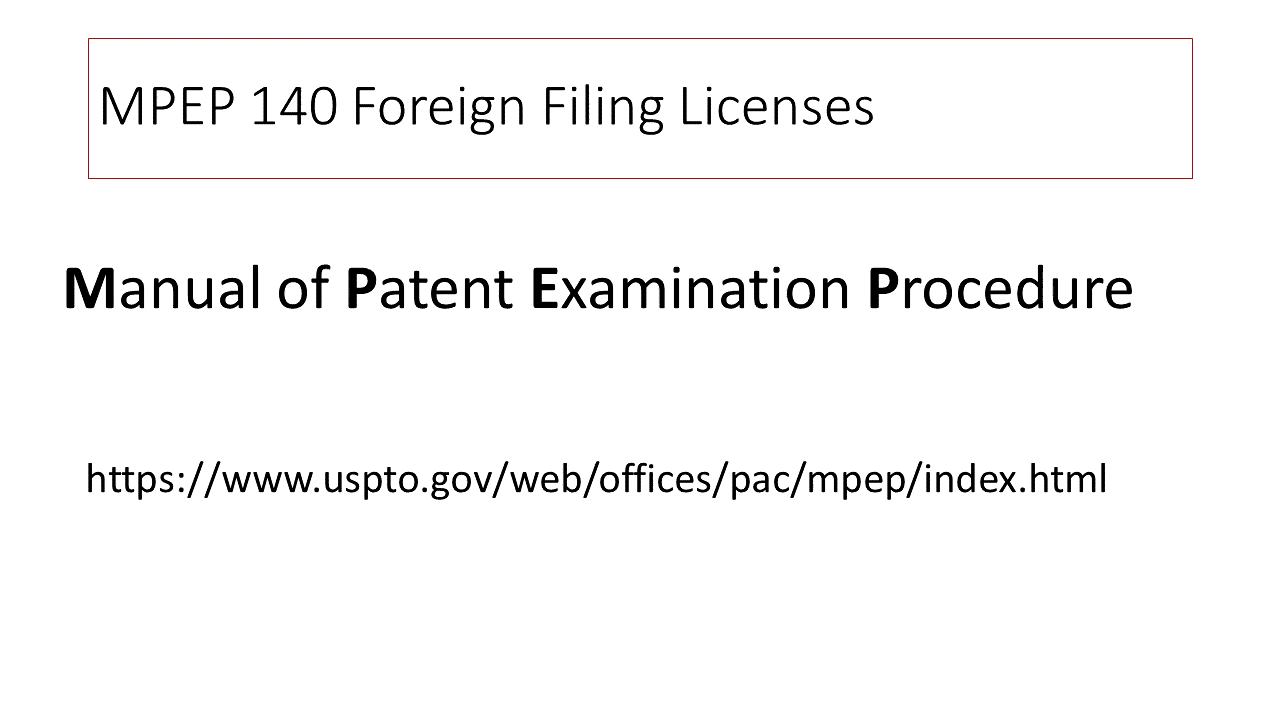 MPEP 140 Foreign Filing Licenses
Manual of Patent Examination Procedure
https://www.uspto.gov/web/offices/pac/mpep/index.html